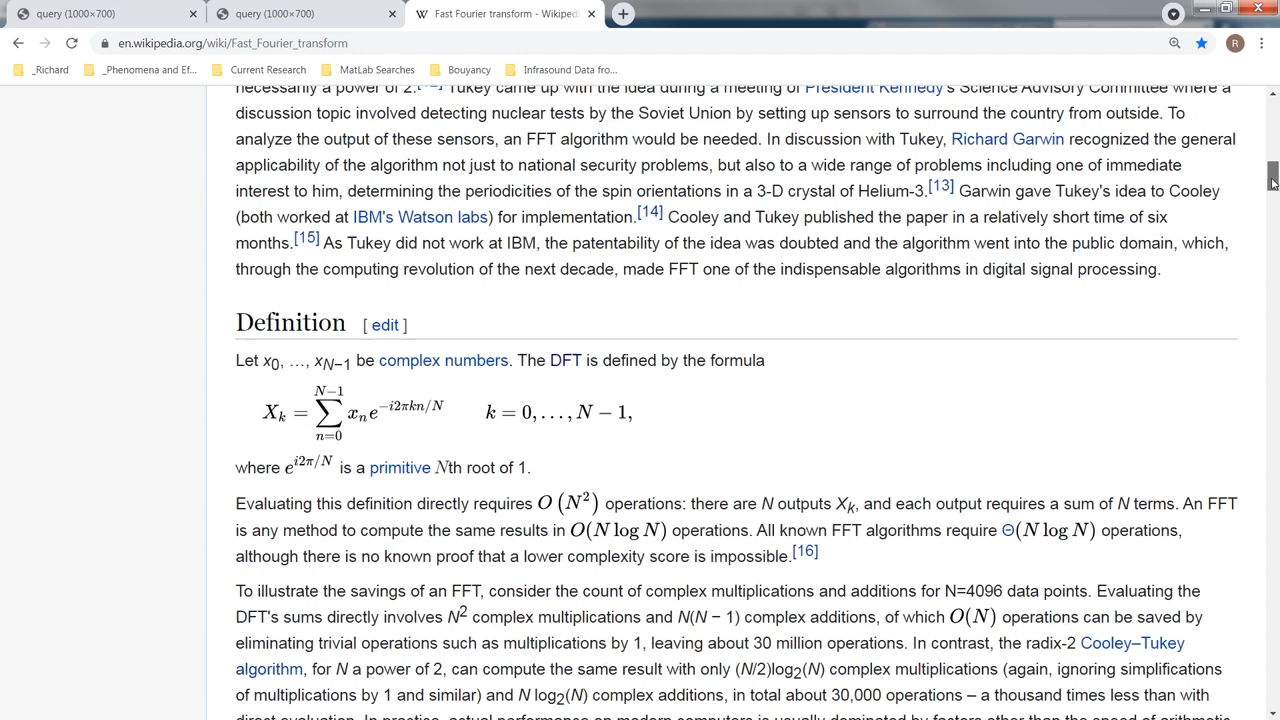 query (1000×700)
query (1000×700)
Fast Fourier transform - Wikiped
en.wikipedia.org/wiki/Fast_Fourier_transform
R
_Richard
_Phenomena and Ef...
Current Research
MatLab Searches
Bouyancy
Infrasound Data fro...
necessarily a power of 2. Tukey came up with the idea during a meeting of President Kennedy's Science Advisory Committee where a
discussion topic involved detecting nuclear tests by the Soviet Union by setting up sensors to surround the country from outside. To
analyze the output of these sensors, an FFT algorithm would be needed. In discussion with Tukey, Richard Garwin recognized the general
applicability of the algorithm not just to national security problems, but also to a wide range of problems including one of immediate
interest to him, determining the periodicities of the spin orientations in a 3-D crystal of Helium-3.[13] Garwin gave Tukey's idea to Cooley
(both worked at IBM's Watson labs) for implementation.[14] Cooley and Tukey published the paper in a relatively short time of six
months.[15] As Tukey did not work at IBM, the patentability of the idea was doubted and the algorithm went into the public domain, which,
through the computing revolution of the next decade, made FFT one of the indispensable algorithms in digital signal processing.
Definition [ edit ]
Let x0, …, xN−1 be complex numbers. The DFT is defined by the formula
Xk = ∑n=0N−1 xn e−i2πkn/N k = 0, . . . , N − 1,
where ei2π/N is a primitive Nth root of 1.
Evaluating this definition directly requires O (N2) operations: there are N outputs Xk, and each output requires a sum of N terms. An FFT
is any method to compute the same results in O(N log N) operations. All known FFT algorithms require Θ(N log N) operations,
although there is no known proof that a lower complexity score is impossible.[16]
To illustrate the savings of an FFT, consider the count of complex multiplications and additions for N=4096 data points. Evaluating the
DFT's sums directly involves N2 complex multiplications and N(N − 1) complex additions, of which O(N) operations can be saved by
eliminating trivial operations such as multiplications by 1, leaving about 30 million operations. In contrast, the radix-2 Cooley–Tukey
algorithm, for N a power of 2, can compute the same result with only (N/2)log2(N) complex multiplications (again, ignoring simplifications
of multiplications by 1 and similar) and N log2(N) complex additions, in total about 30,000 operations – a thousand times less than with
direct evaluation. In practice, actual performance on modern computers is usually dominated by factors other than the speed of arithmetic